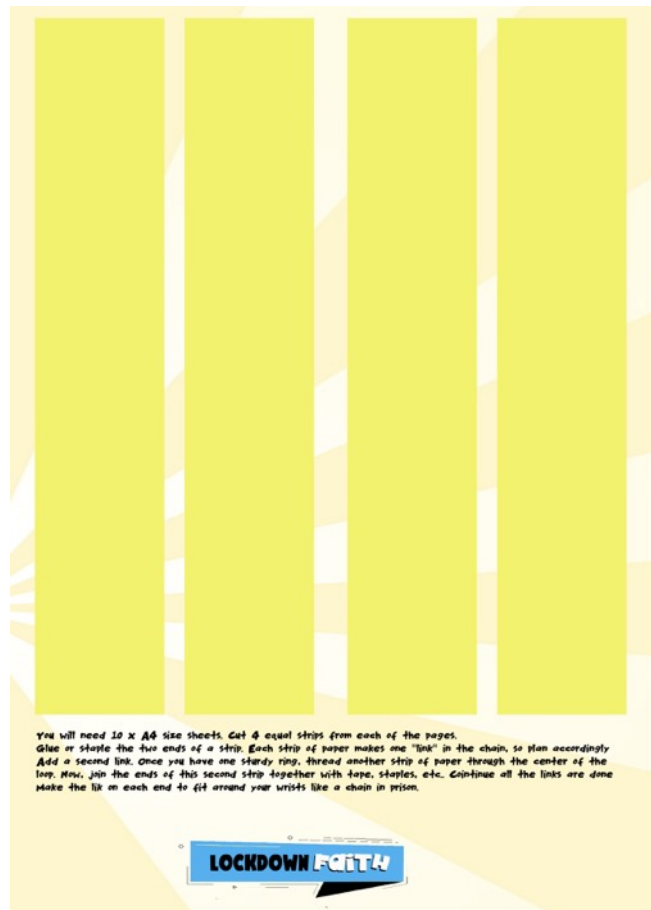 You will need 10 x A4 size sheets. Cut 4 equal strips from each of the pages.
Glue or staple the two ends of a strip. Each strip of paper makes one "link" in the chain, so plan accordingly
Add a second link. Once you have one sturdy ring, thread another strip of paper through the center of the
loop. Now, join the ends of this second strip together with tape, staples, etc.. Cointinue all the links are done
Make the lik on each end to fit around your wrists like a chain in prison.
LOCKDOWN FAITH